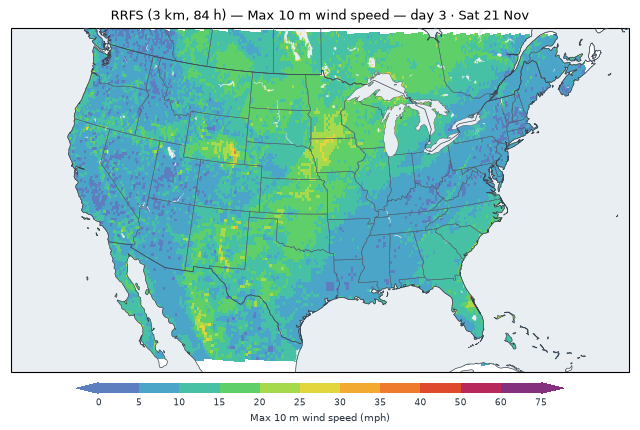 RRFS (3 km, 84 h) — Max 10 m wind speed — day 3 · Sat 21 Nov
0 5 10 15 20 25 30 35 40 50 60 75
Max 10 m wind speed (mph)